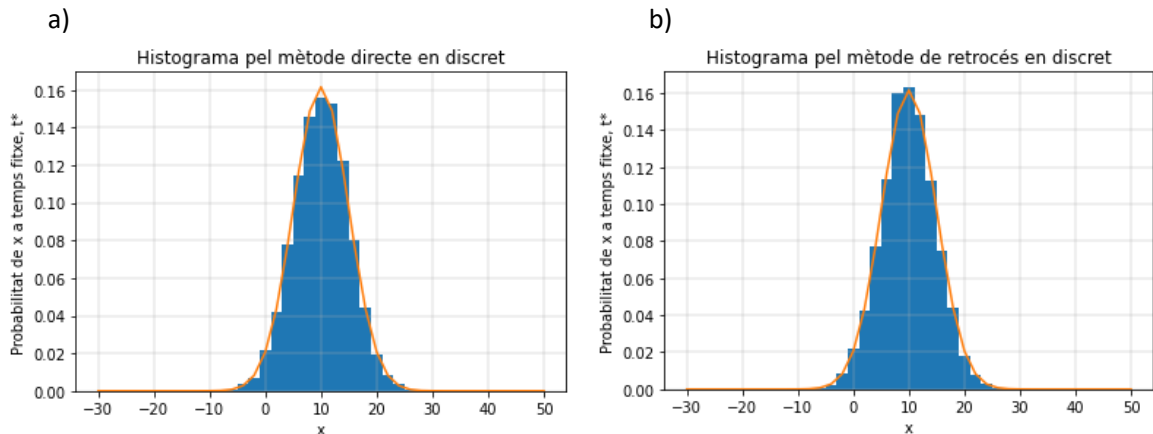 a)
Histograma pel mètode directe en discret
Probabilitat de x a temps fitxe, t*
0.16
0.14
0.12
0.10
0.08
0.06
0.04
0.02
0.00
−30 −20 −10 0 10 20 30 40 50
x
b)
Histograma pel mètode de retrocés en discret
Probabilitat de x a temps fitxe, t*
0.16
0.14
0.12
0.10
0.08
0.06
0.04
0.02
0.00
−30 −20 −10 0 10 20 30 40 50
x